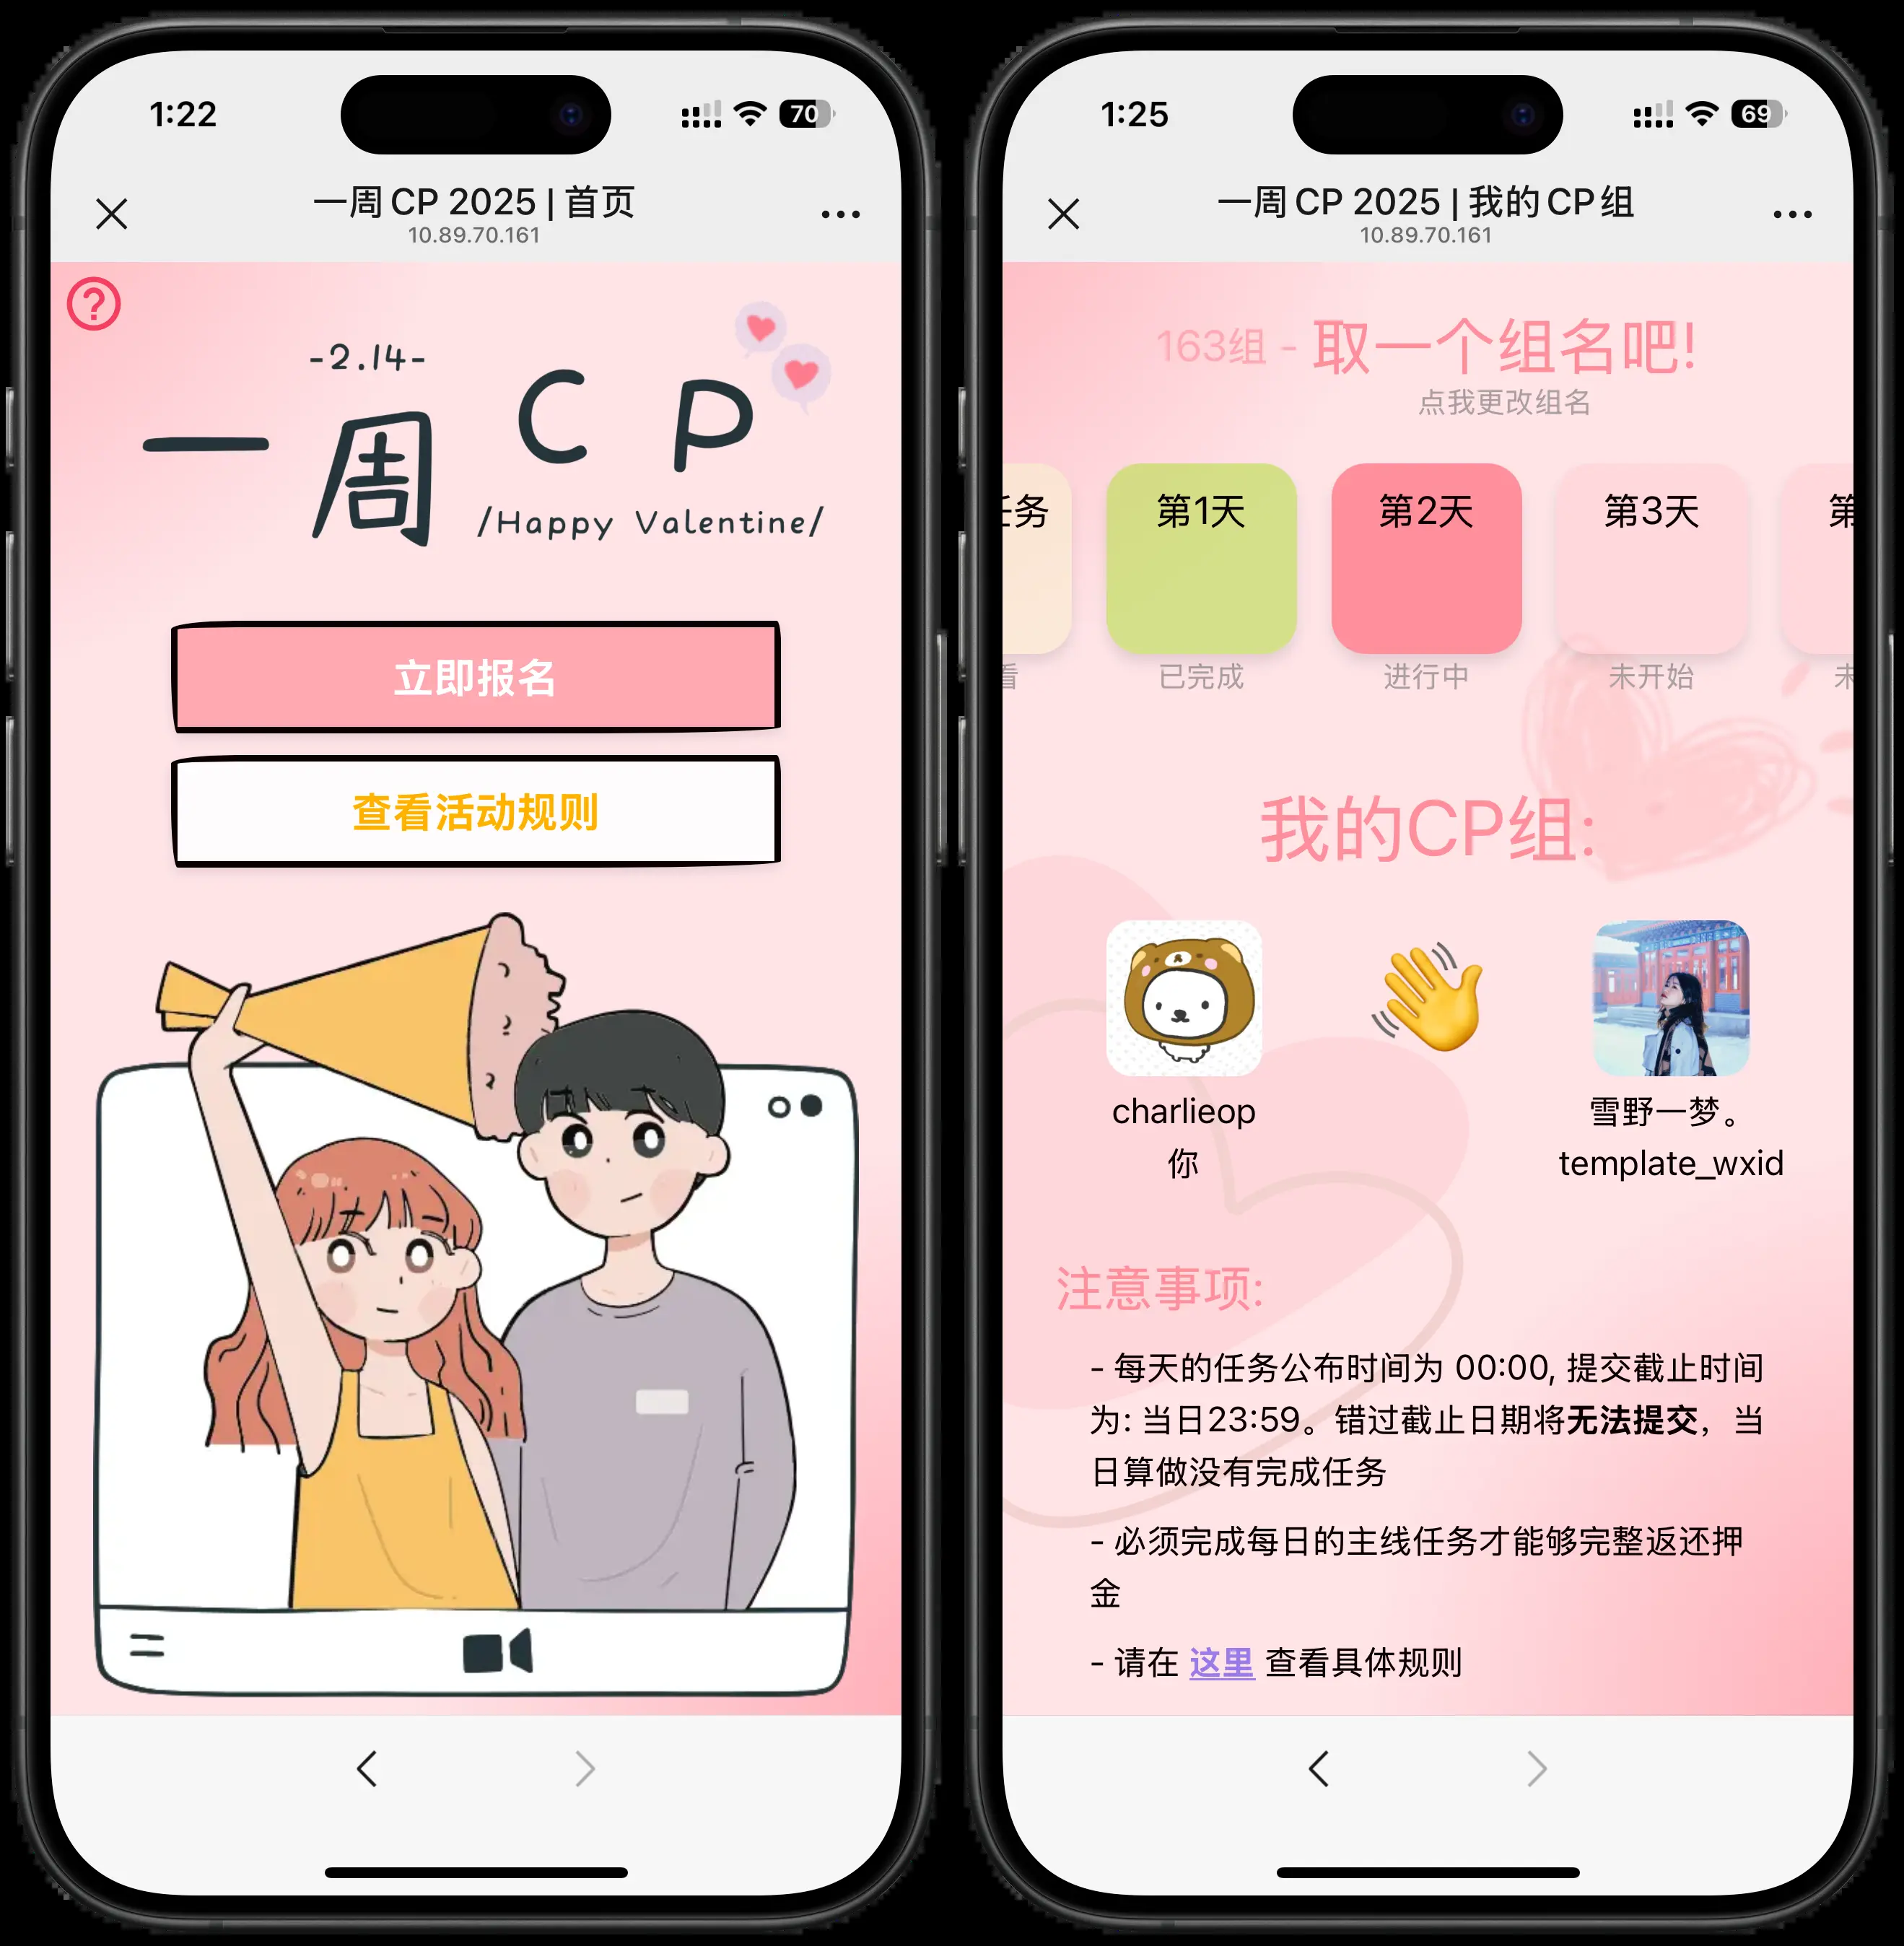 1:22
70
一周 CP 2025 | 首页
10.89.70.161
-2.14-
一周 CP
/Happy Valentine/
立即报名
查看活动规则
1:25
69
一周 CP 2025 | 我的 CP 组
10.89.70.161
163组 - 取一个组名吧!
点我更改组名
任务 第1天 第2天 第3天 第
看 已完成 进行中 未开始 未
我的CP组:
charlieop
你
雪野一梦。
template_wxid
注意事项:
- 每天的任务公布时间为 00:00, 提交截止时间
为: 当日23:59。错过截止日期将无法提交，当
日算做没有完成任务
- 必须完成每日的主线任务才能够完整返还押
金
- 请在 这里 查看具体规则